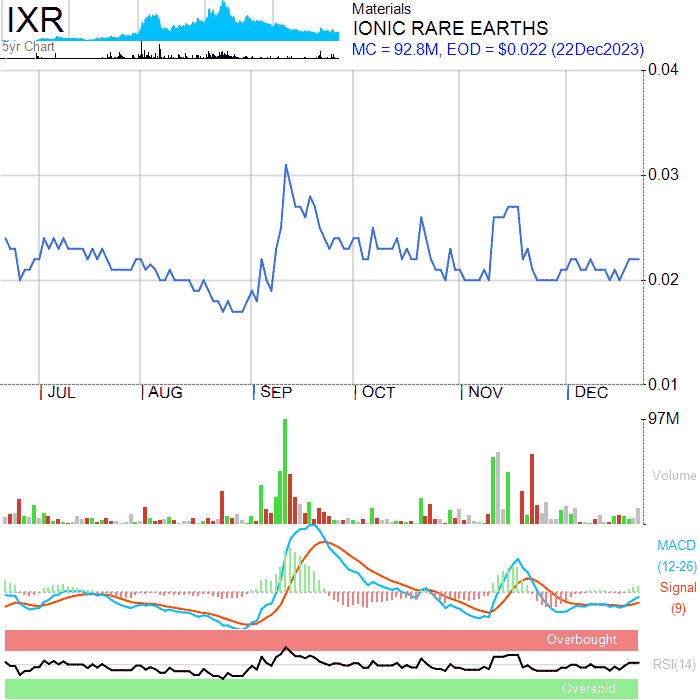 IXR
5yr Chart
Materials
IONIC RARE EARTHS
MC = 92.8M, EOD = $0.022 (22Dec2023)
0.04
0.03
0.02
0.01
JUL AUG SEP OCT NOV DEC
97M
Volume
MACD
(12-26)
Signal
(9)
Overbought
RSI(14)
Oversold